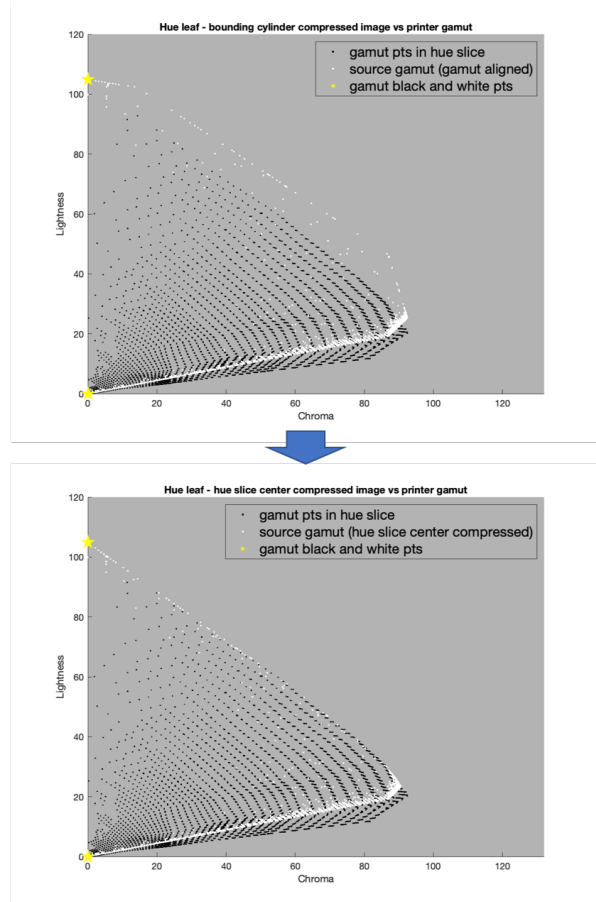 Hue leaf - bounding cylinder compressed image vs printer gamut
120
gamut pts in hue slice
source gamut (gamut aligned)
gamut black and white pts
100
80
Lightness
60
40
20
0
0 20 40 60 80 100 120
Chroma
Hue leaf - hue slice center compressed image vs printer gamut
120
gamut pts in hue slice
source gamut (hue slice center compressed)
gamut black and white pts
100
80
Lightness
60
40
20
0
0 20 40 60 80 100 120
Chroma